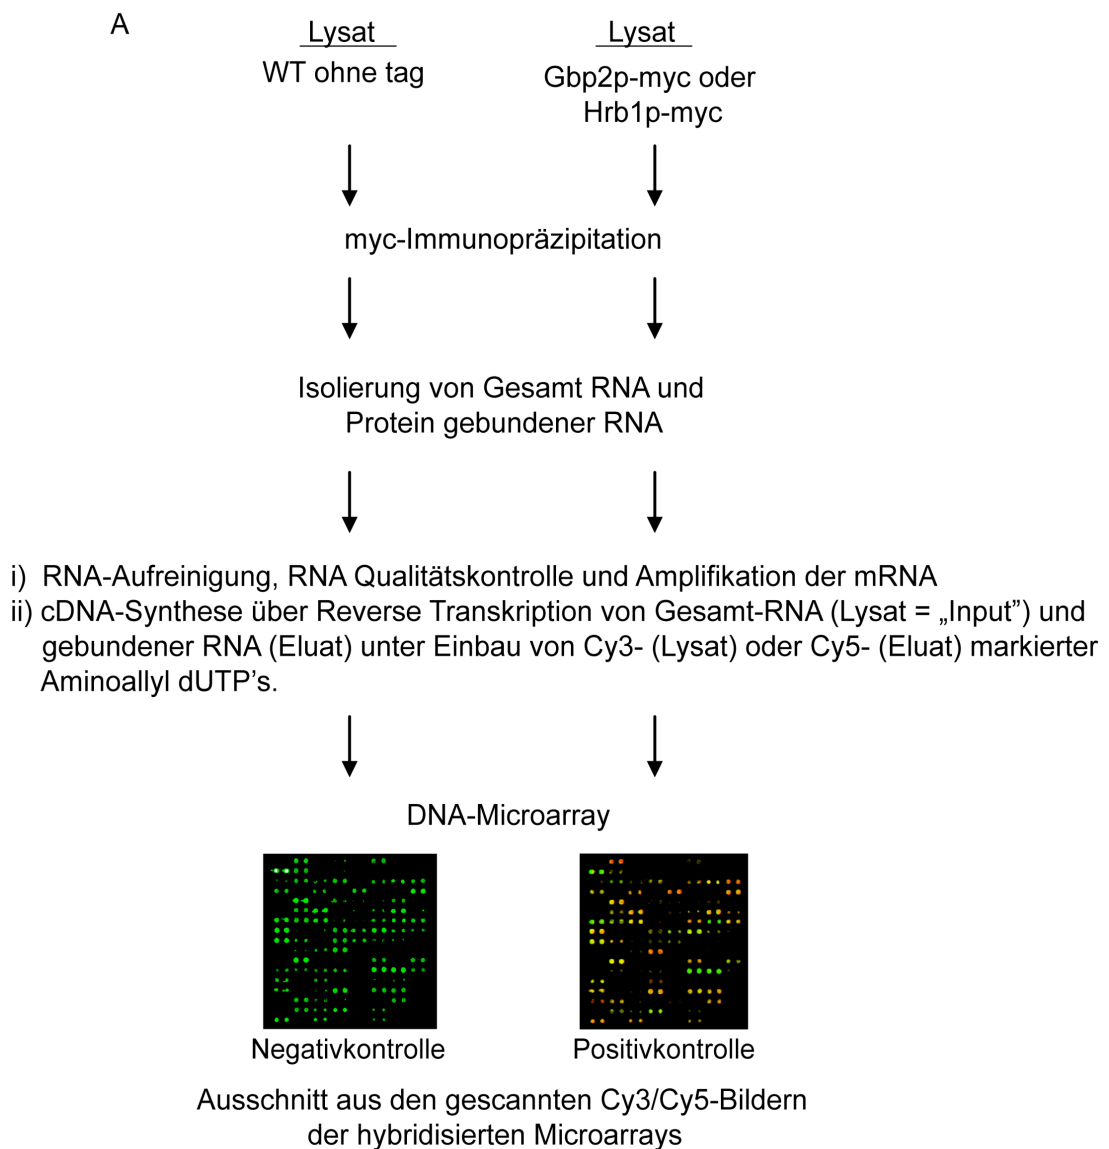 A
Lysat
WT ohne tag
Lysat
Gbp2p-myc oder
Hrb1p-myc
myc-Immunopräzipitation
Isolierung von Gesamt RNA und
Protein gebundener RNA
i) RNA-Aufreinigung, RNA Qualitätskontrolle und Amplifikation der mRNA
ii) cDNA-Synthese über Reverse Transkription von Gesamt-RNA (Lysat = „Input”) und
gebundener RNA (Eluat) unter Einbau von Cy3- (Lysat) oder Cy5- (Eluat) markierter
Aminoallyl dUTP’s.
DNA-Microarray
Negativkontrolle
Positivkontrolle
Ausschnitt aus den gescannten Cy3/Cy5-Bildern
der hybridisierten Microarrays